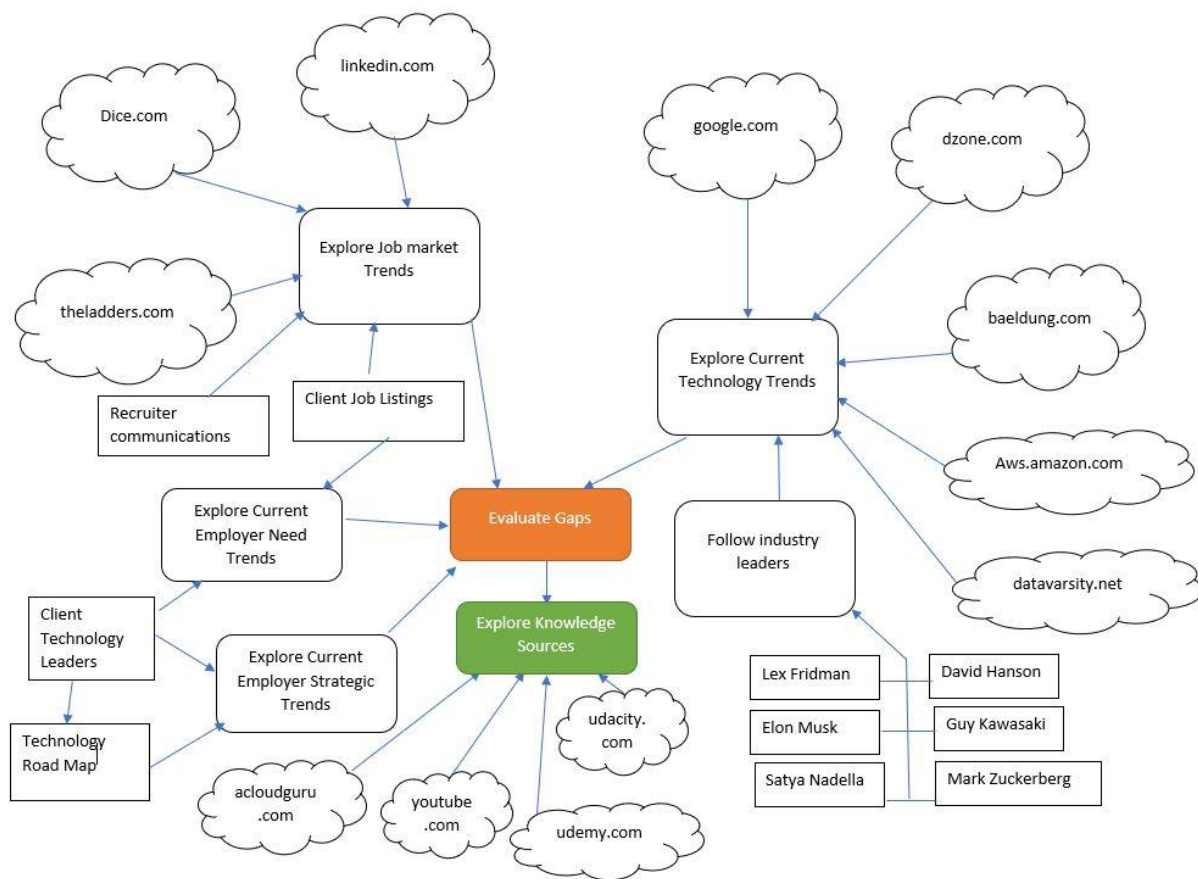 linkedin.com
Dice.com
google.com
dzone.com
Explore Job market
Trends
theladders.com
baeldung.com
Explore Current
Technology Trends
Client Job Listings
Recruiter
communications
Aws.amazon.com
Explore Current
Employer Need
Trends
Evaluate Gaps
Follow industry
leaders
datavarsity.net
Client
Technology
Leaders
Explore Knowledge
Sources
Explore Current
Employer Strategic
Trends
Lex Fridman
David Hanson
udacity.
com
Elon Musk
Guy Kawasaki
Technology
Road Map
Satya Nadella
Mark Zuckerberg
acloudguru
.com
youtube
.com
udemy.com